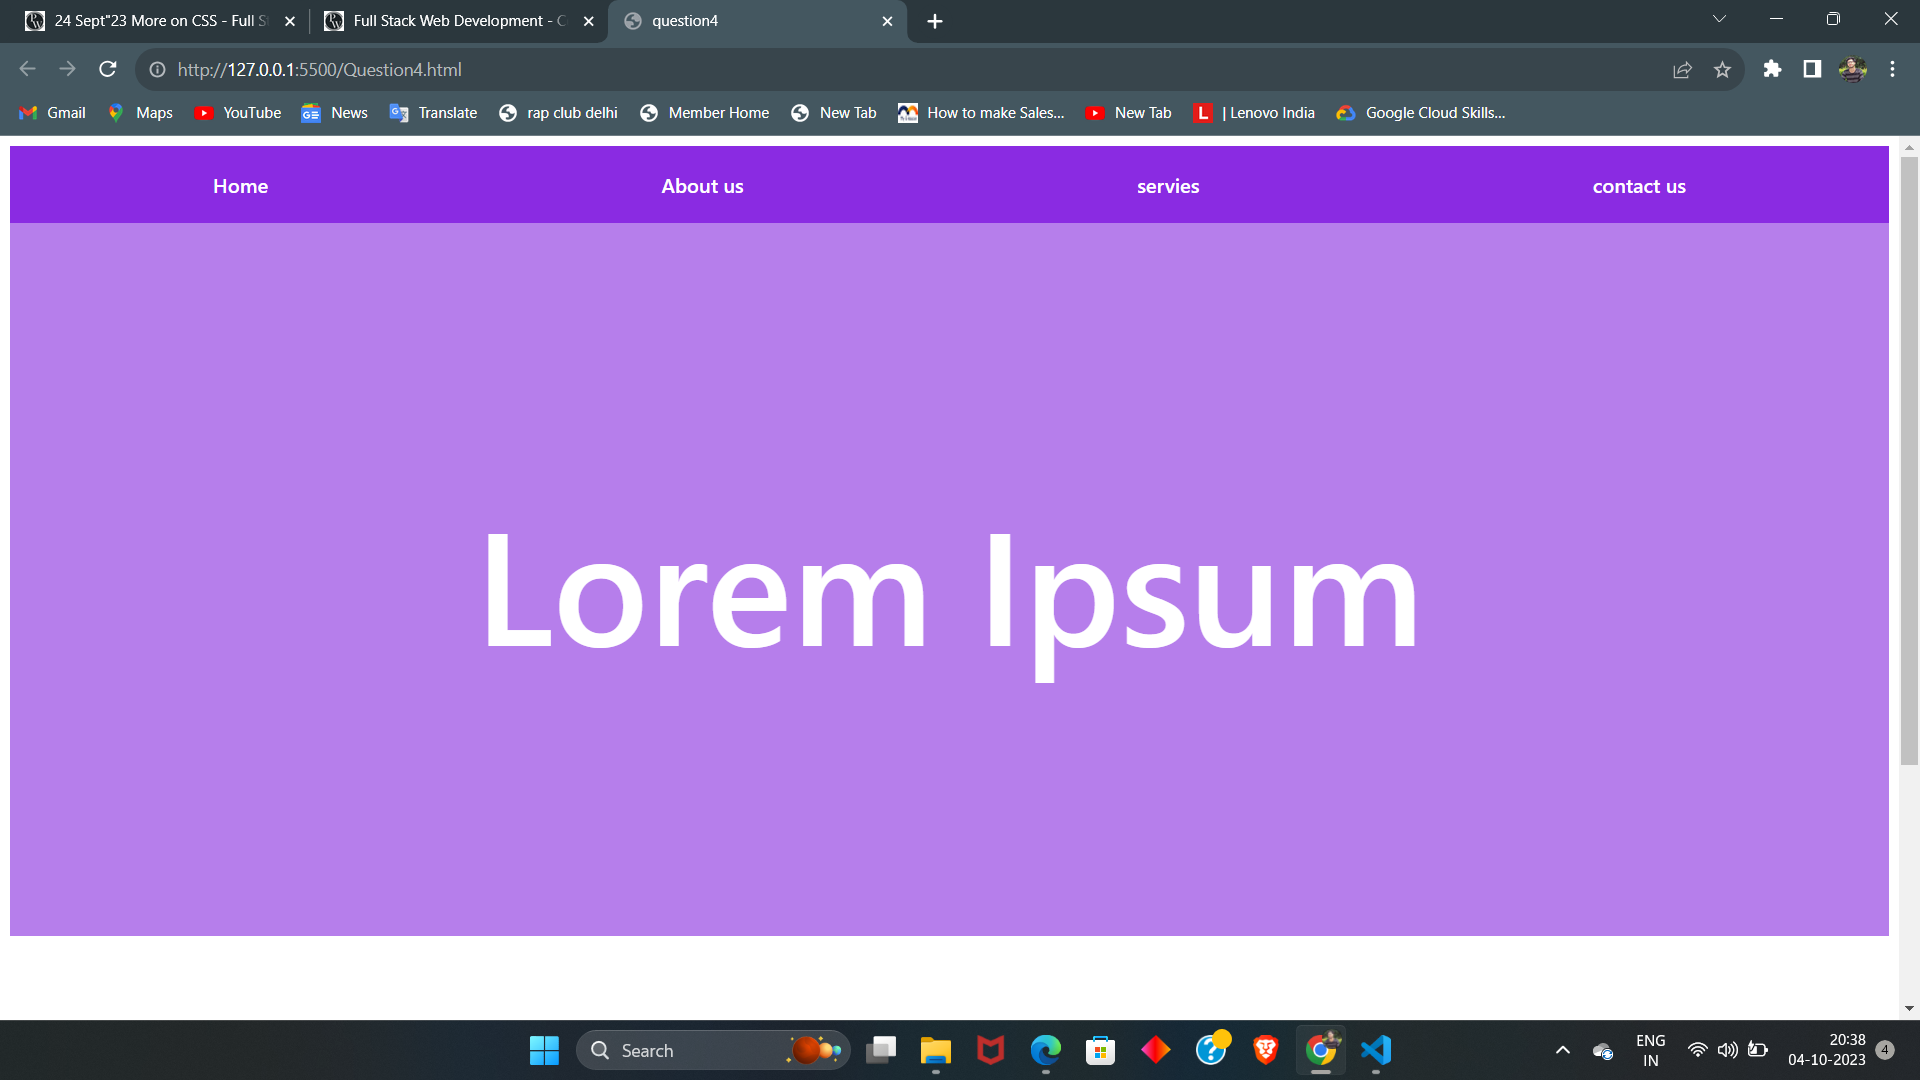 24 Sept"23 More on CSS - Full S
Full Stack Web Development - C
question4
http://127.0.0.1:5500/Question4.html
Gmail
Maps
YouTube
News
Translate
rap club delhi
Member Home
New Tab
How to make Sales...
New Tab
| Lenovo India
Google Cloud Skills...
Home
About us
servies
contact us
Lorem Ipsum
Search
ENG
IN
20:38
04-10-2023
4